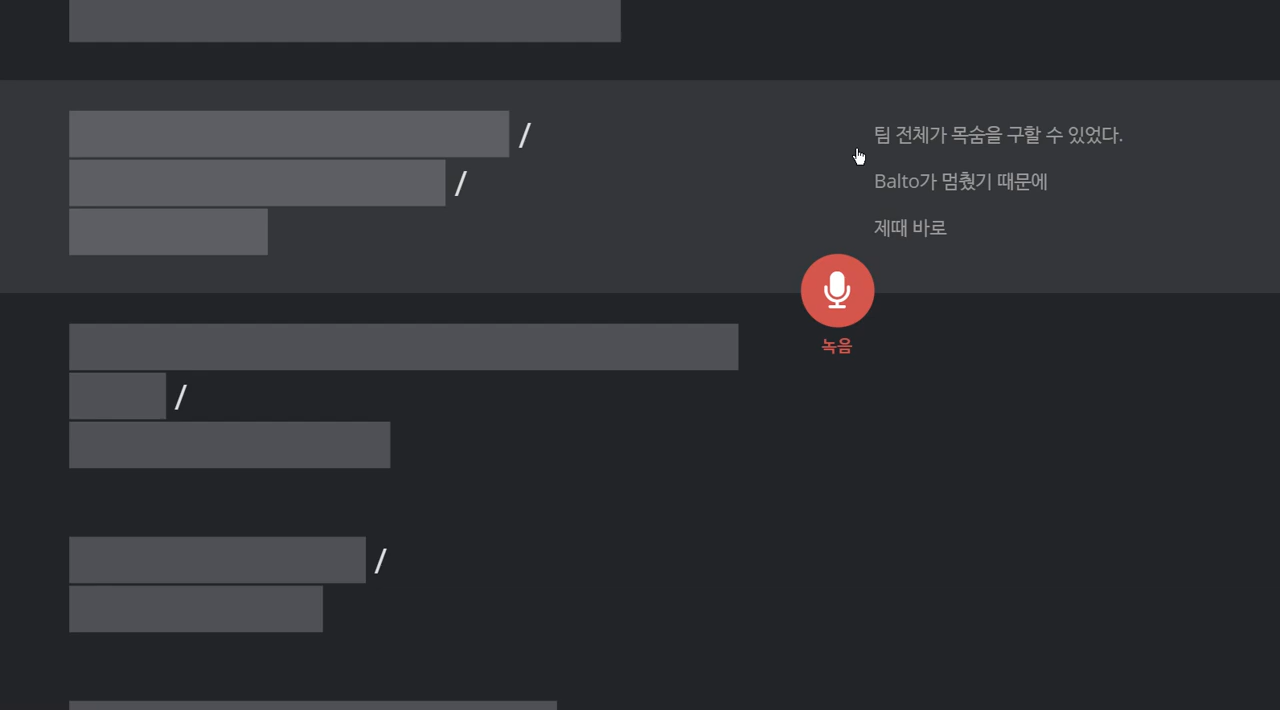 /
팀 전체가 목숨을 구할 수 있었다.
/
Balto가 멈췄기 때문에
제때 바로
녹음
/
/